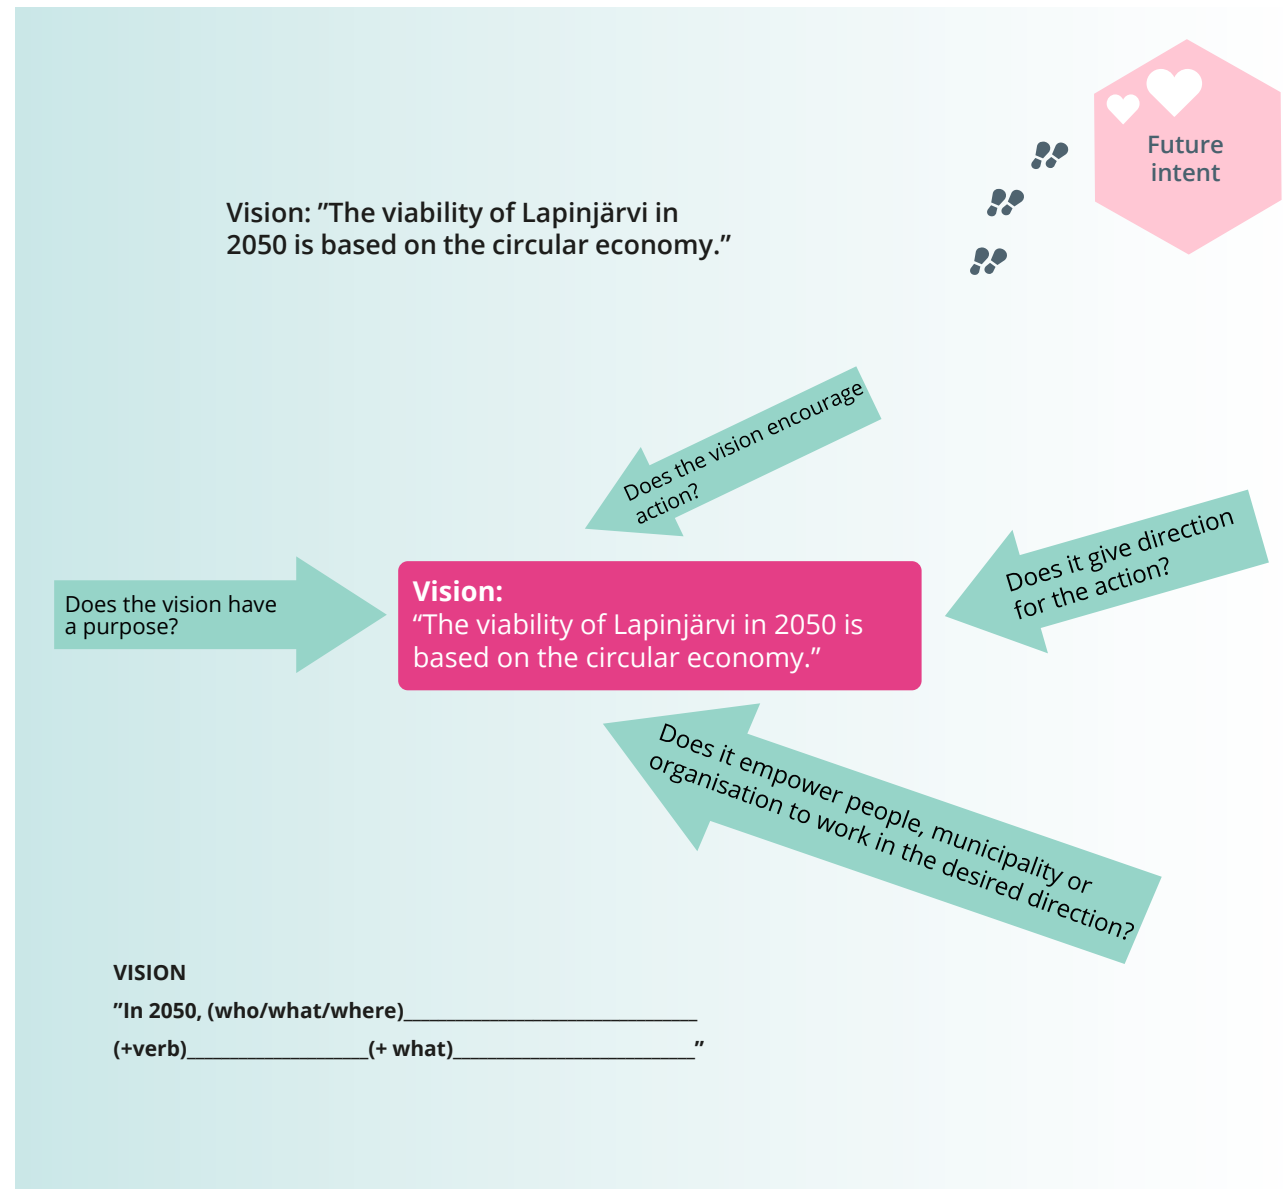 Future
intent
Vision: ”The viability of Lapinjärvi in
2050 is based on the circular economy.”
Does the vision encourage
action?
Does it give direction
for the action?
Does the vision have
a purpose?
Vision:
“The viability of Lapinjärvi in 2050 is
based on the circular economy.”
Does it empower people, municipality or
organisation to work in the desired direction?
VISION
”In 2050, (who/what/where)__________________________________
(+verb)_____________________(+ what)____________________________”